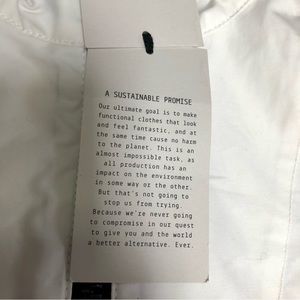 A SUSTAINABLE PROMISE
Our ultimate goal is to make
functional clothes that look
and feel fantastic. and at
the same time cause no harm
to the planet. This is an
almost impossible task, as
all production has an
impact on the environment
in some way or the other.
But that's not going to
stop us from trying.
Because we're never going
to compromise in our quest
to give you and the world
a better alternative. Ever.